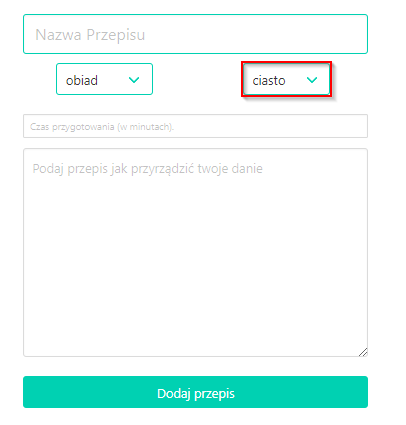 Nazwa Przepisu
obiad ciasto
Czas przygotowania (w minutach).
Podaj przepis jak przyrządzić twoje danie
Dodaj przepis